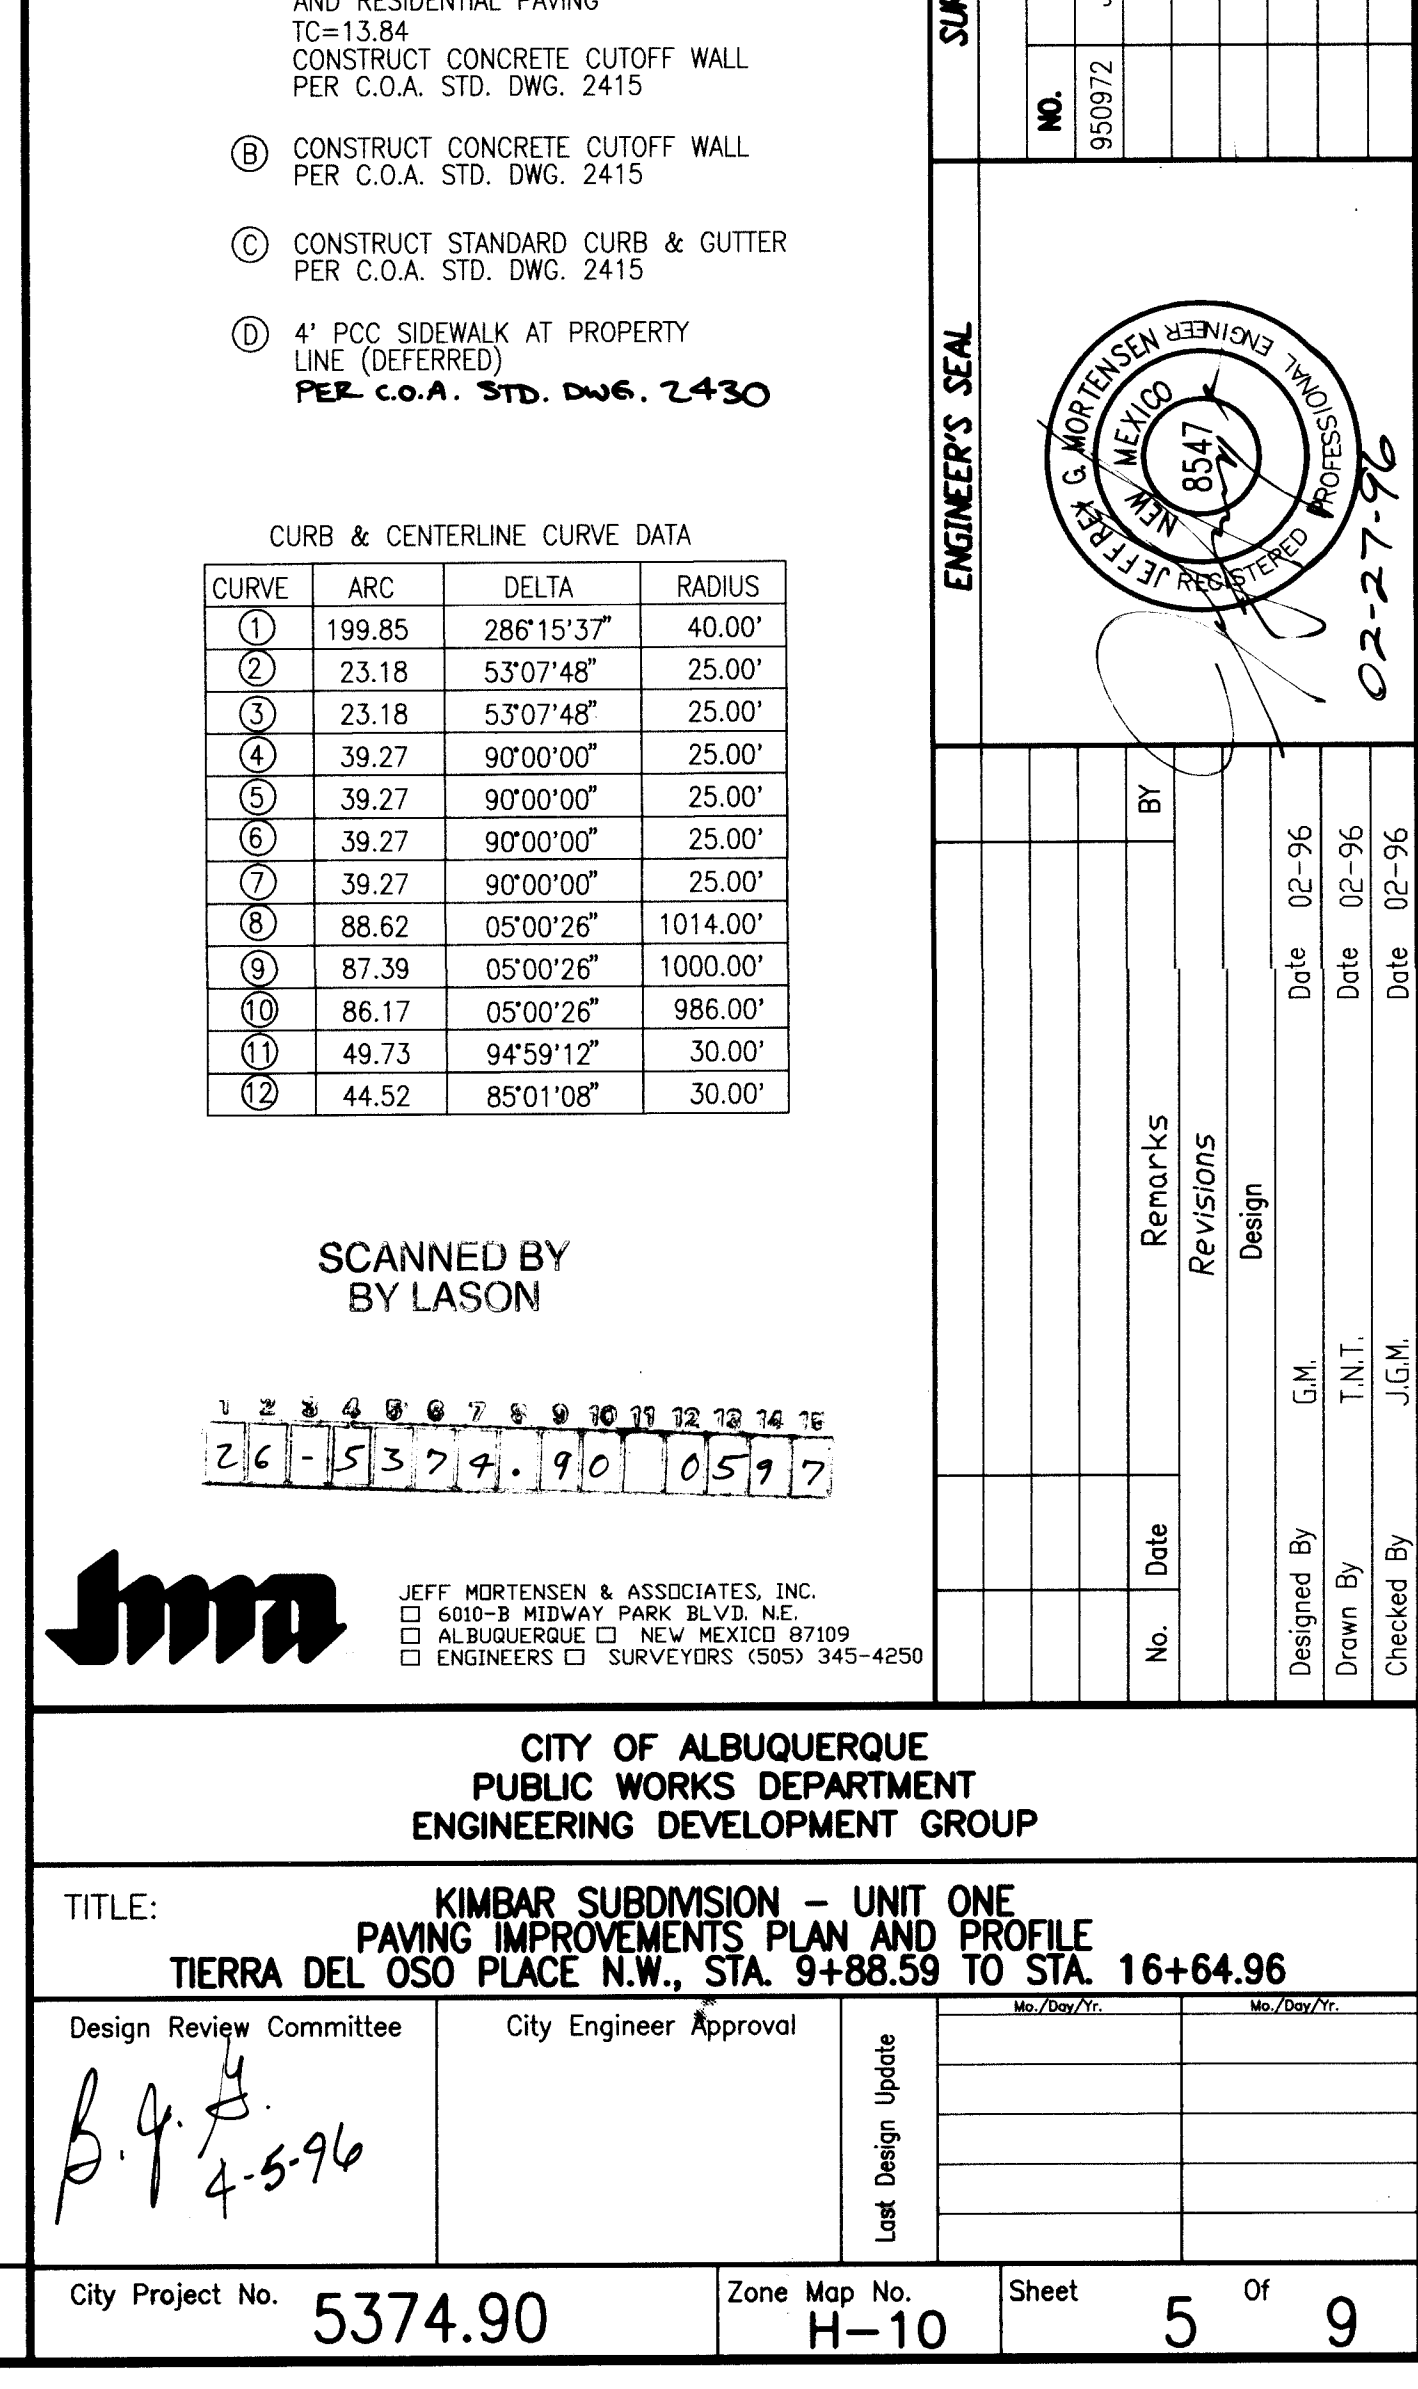 AND RESIDENTIAL PAVING
TC=13.84
CONSTRUCT CONCRETE CUTOFF WALL
PER C.O.A. STD. DWG. 2415
B CONSTRUCT CONCRETE CUTOFF WALL
PER C.O.A. STD. DWG. 2415
C CONSTRUCT STANDARD CURB & GUTTER
PER C.O.A. STD. DWG. 2415
D 4' PCC SIDEWALK AT PROPERTY
LINE (DEFERRED)
PER C.O.A. STD. DWG. 2430
CURB & CENTERLINE CURVE DATA
CURVE ARC DELTA RADIUS
1 199.85 286°15'37" 40.00'
2 23.18 53°07'48" 25.00'
3 23.18 53°07'48" 25.00'
4 39.27 90°00'00" 25.00'
5 39.27 90°00'00" 25.00'
6 39.27 90°00'00" 25.00'
7 39.27 90°00'00" 25.00'
8 88.62 05°00'26" 1014.00'
9 87.39 05°00'26" 1000.00'
10 86.17 05°00'26" 986.00'
11 49.73 94°59'12" 30.00'
12 44.52 85°01'08" 30.00'
SCANNED BY
BY LASON
1 2 3 4 5 6 7 8 9 10 11 12 13 14 15
26-5374.90 0597
jma
JEFF MORTENSEN & ASSOCIATES, INC.
6010-B MIDWAY PARK BLVD. N.E.
ALBUQUERQUE NEW MEXICO 87109
ENGINEERS SURVEYORS (505) 345-4250
NO.
950972
ENGINEER'S SEAL
JEFFREY G. MORTENSEN
REGISTERED PROFESSIONAL ENGINEER
NEW MEXICO
8547
02-27-96
No. Date Remarks BY
Revisions
Design
Designed By G.M. Date 02-96
Drawn By T.N.T. Date 02-96
Checked By J.G.M. Date 02-96
CITY OF ALBUQUERQUE
PUBLIC WORKS DEPARTMENT
ENGINEERING DEVELOPMENT GROUP
TITLE: KIMBAR SUBDIVISION – UNIT ONE
PAVING IMPROVEMENTS PLAN AND PROFILE
TIERRA DEL OSO PLACE N.W., STA. 9+88.59 TO STA. 16+64.96
Design Review Committee
B.J.G.
4-5-96
City Engineer Approval
Last Design Update
Mo./Day/Yr. Mo./Day/Yr.
City Project No. 5374.90
Zone Map No.
H-10
Sheet 5 Of 9